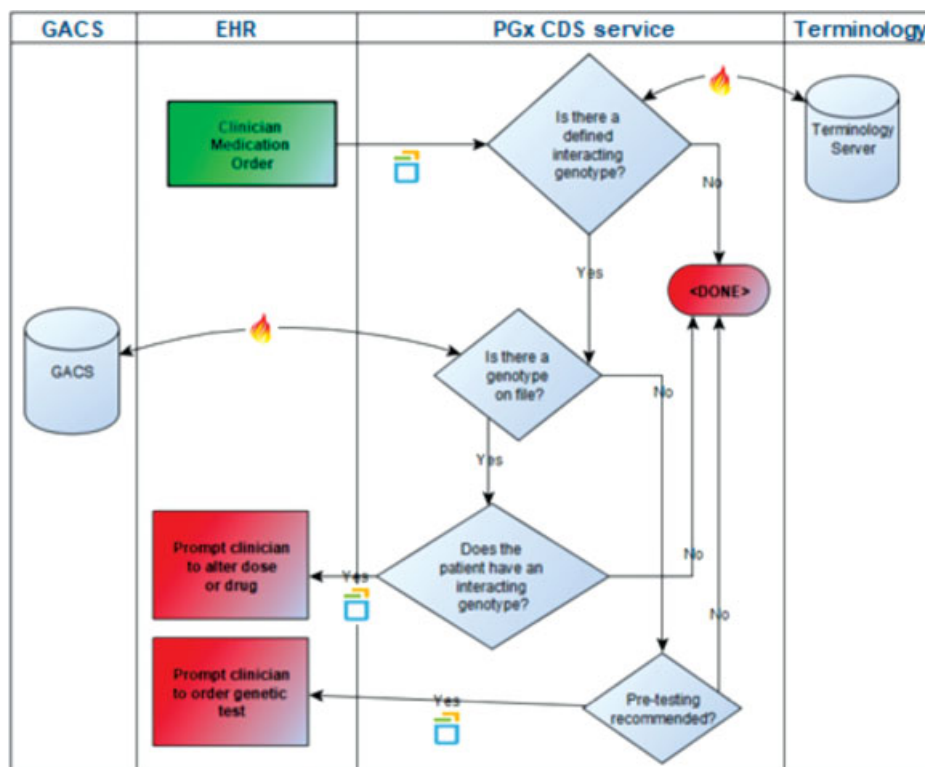 GACS
EHR
PGx CDS service
Terminology
Clinician
Medication
Order
Is there a
defined
interacting
genotype?
Terminology
Server
No
Yes
<DONE>
GACS
Is there a
genotype
on file?
No
Yes
Prompt clinician
to alter dose
or drug
Yes
Does the
patient have an
interacting
genotype?
No
No
Prompt clinician
to order genetic
test
Yes
Pre-testing
recommended?